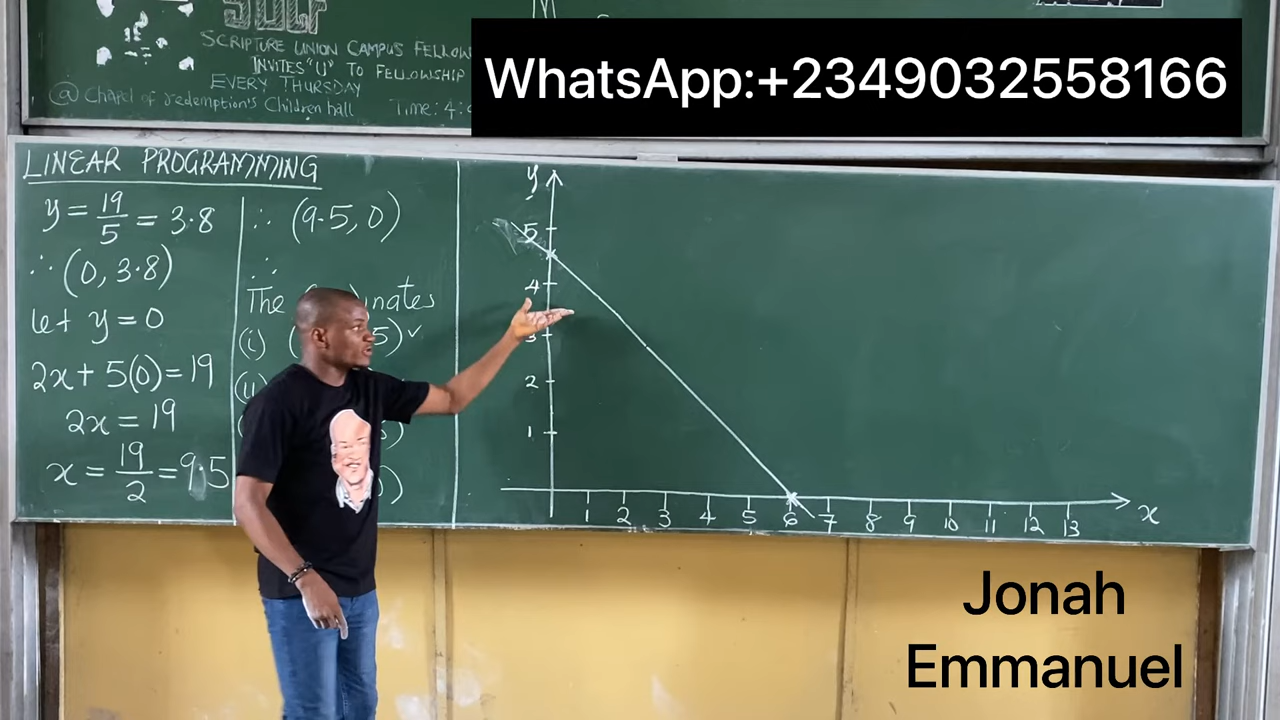 SCRIPTURE UNION CAMPUS
INVITES "U" TO FELLOWSHIP
EVERY THURSDAY
@ Chapel of redemption's Children hall Time: 4:
WhatsApp:+2349032558166
LINEAR PROGRAMMING
y = 19/5 = 3.8
∴ (0, 3.8)
let y = 0
2x + 5(0) = 19
2x = 19
x = 19/2 = 9.5
∴ (9.5, 0)
∴
The
(i) ( 5) ✓
(ii)
y
5
4
3
2
1
1 2 3 4 5 6 7 8 9 10 11 12 13
x
Jonah
Emmanuel